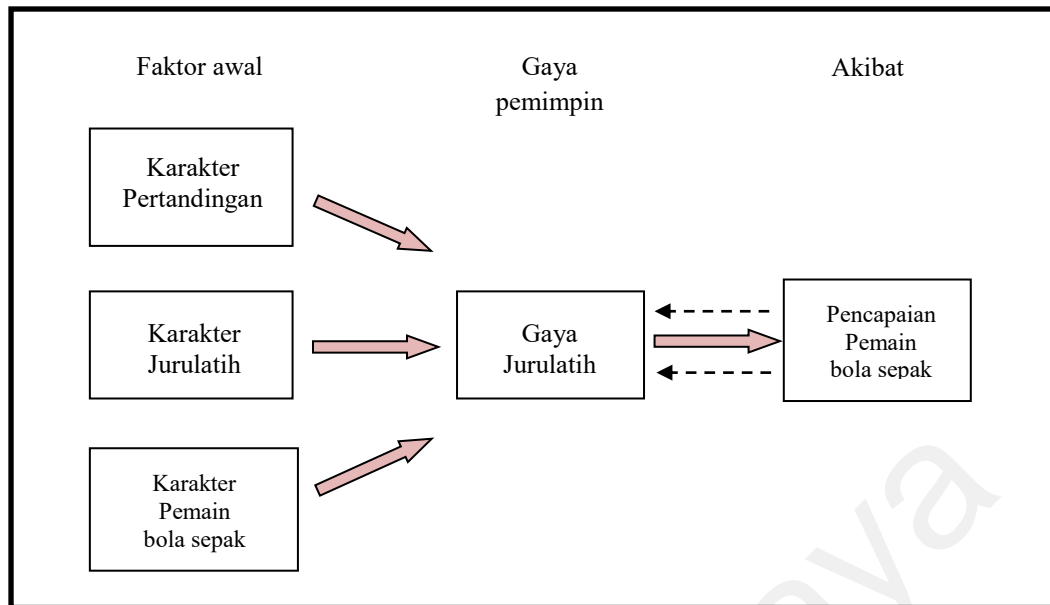 Faktor awal
Gaya
pemimpin
Akibat
Karakter
Pertandingan
Karakter
Jurulatih
Gaya
Jurulatih
Pencapaian
Pemain
bola sepak
Karakter
Pemain
bola sepak